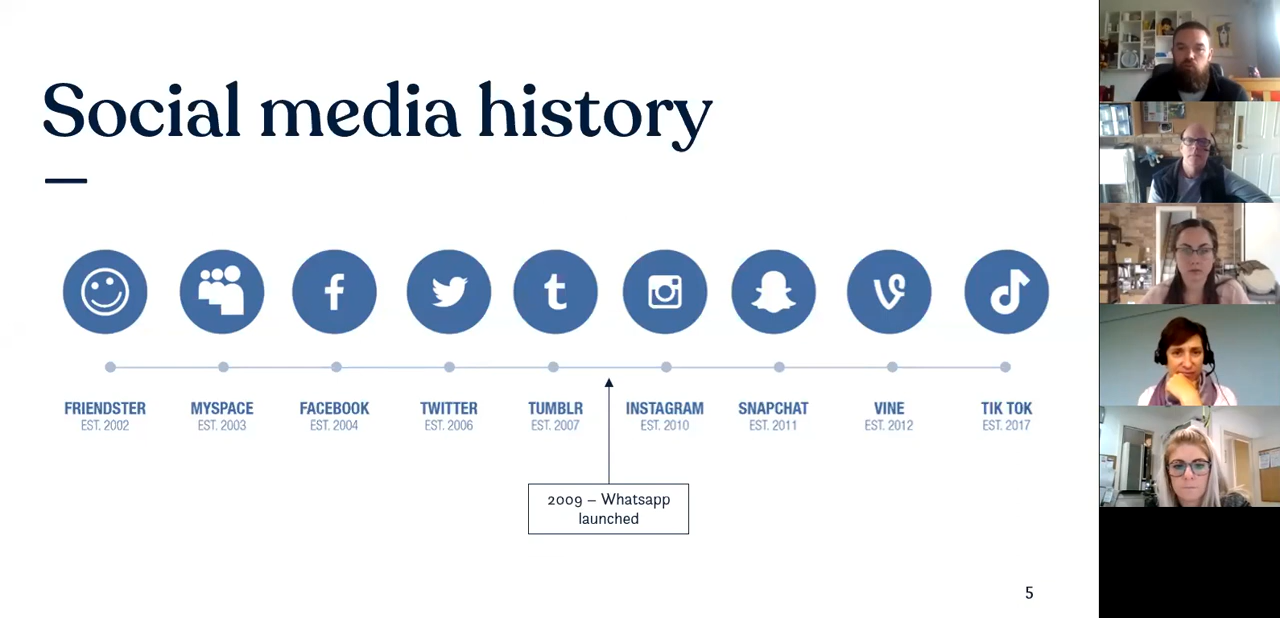 Social media history
FRIENDSTER
EST. 2002
MYSPACE
EST. 2003
FACEBOOK
EST. 2004
TWITTER
EST. 2006
TUMBLR
EST. 2007
INSTAGRAM
EST. 2010
SNAPCHAT
EST. 2011
VINE
EST. 2012
TIK TOK
EST. 2017
2009 – Whatsapp
launched
5